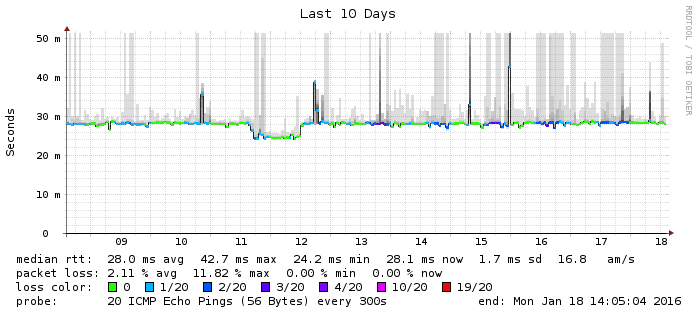 Last 10 Days
RRDTOOL / TOBI OETIKER
Seconds
50 m
40 m
30 m
20 m
10 m
0
09 10 11 12 13 14 15 16 17 18
median rtt: 28.0 ms avg 42.7 ms max 24.2 ms min 28.1 ms now 1.7 ms sd 16.8 am/s
packet loss: 2.11 % avg 11.82 % max 0.00 % min 0.00 % now
loss color: 0 1/20 2/20 3/20 4/20 10/20 19/20
probe: 20 ICMP Echo Pings (56 Bytes) every 300s end: Mon Jan 18 14:05:04 2016